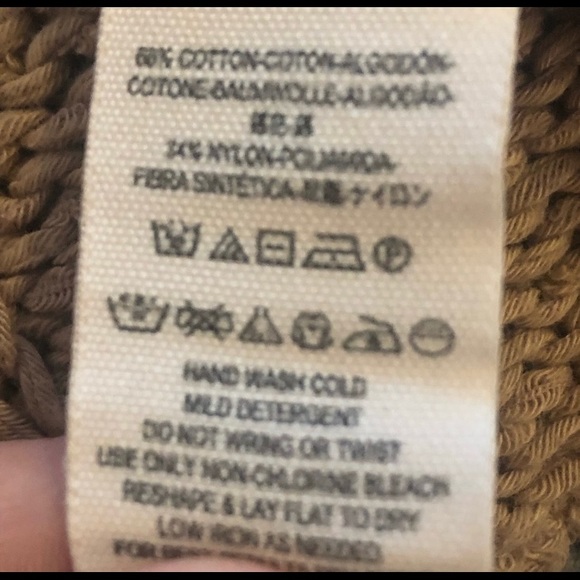 66% COTTON-COTON-ALGODÓN-
COTONE-BAUMWOLLE-ALGODÃO-
34% NYLON-POLIAMIDA-
FIBRA SINTÉTICA-ナイロン
HAND WASH COLD
MILD DETERGENT
DO NOT WRING OR TWIST
USE ONLY NON-CHLORINE BLEACH
RESHAPE & LAY FLAT TO DRY
LOW IRON AS NEEDED.
FOR BEST